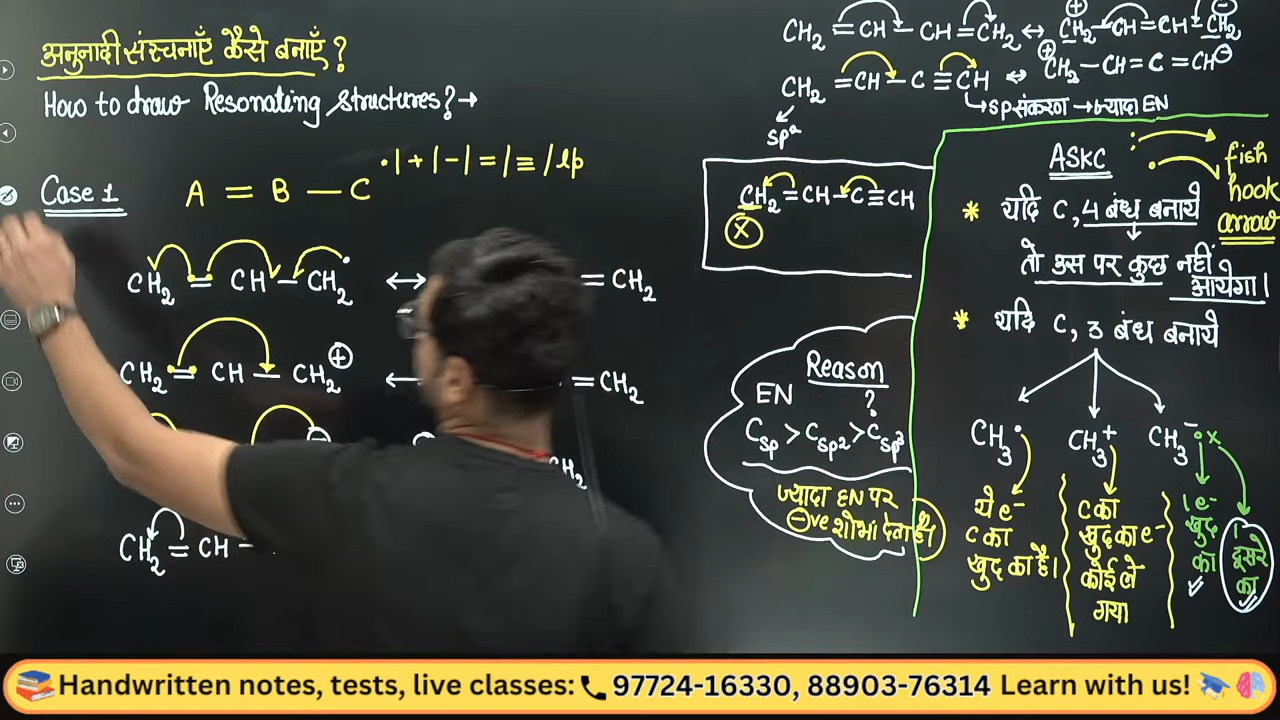 अनुनादी संरचनाएँ कैसे बनाएँ ?
How to draw Resonating Structures? →
Case 1
A = B — C
• | + | - | = | ≡ | lp
CH₂ = CH — CH₂•
↔
= CH₂
CH₂ = CH — CH₂⊕
= CH₂
CH₂
CH₂ = CH —
CH₂ = CH — CH = CH₂ ↔ ⊕CH₂ — CH = CH — CH₂⊖
CH₂ = CH — C ≡ CH ↔ ⊕CH₂ — CH = C = CH⊖
sp²
→ sp संकरण → ज्यादा EN
CH₂ = CH — C ≡ CH
X
Reason
?
EN
Csp > Csp2 > Csp3
ज्यादा EN पर
⊖ve शोभा देता है।
ASKC
fish
hook
arrow
* यदि C, 4 बंध बनाये
तो उस पर कुछ नहीं
आयेगा।
* यदि C, 3 बंध बनाये
CH₃• CH₃⁺ CH₃⁻ • x
ये e⁻
C का
खुद का है।
C का
खुद का e⁻
कोई ले
गया
1 e⁻
खुद
का
1
दूसरे
का
Handwritten notes, tests, live classes: 97724-16330, 88903-76314 Learn with us!